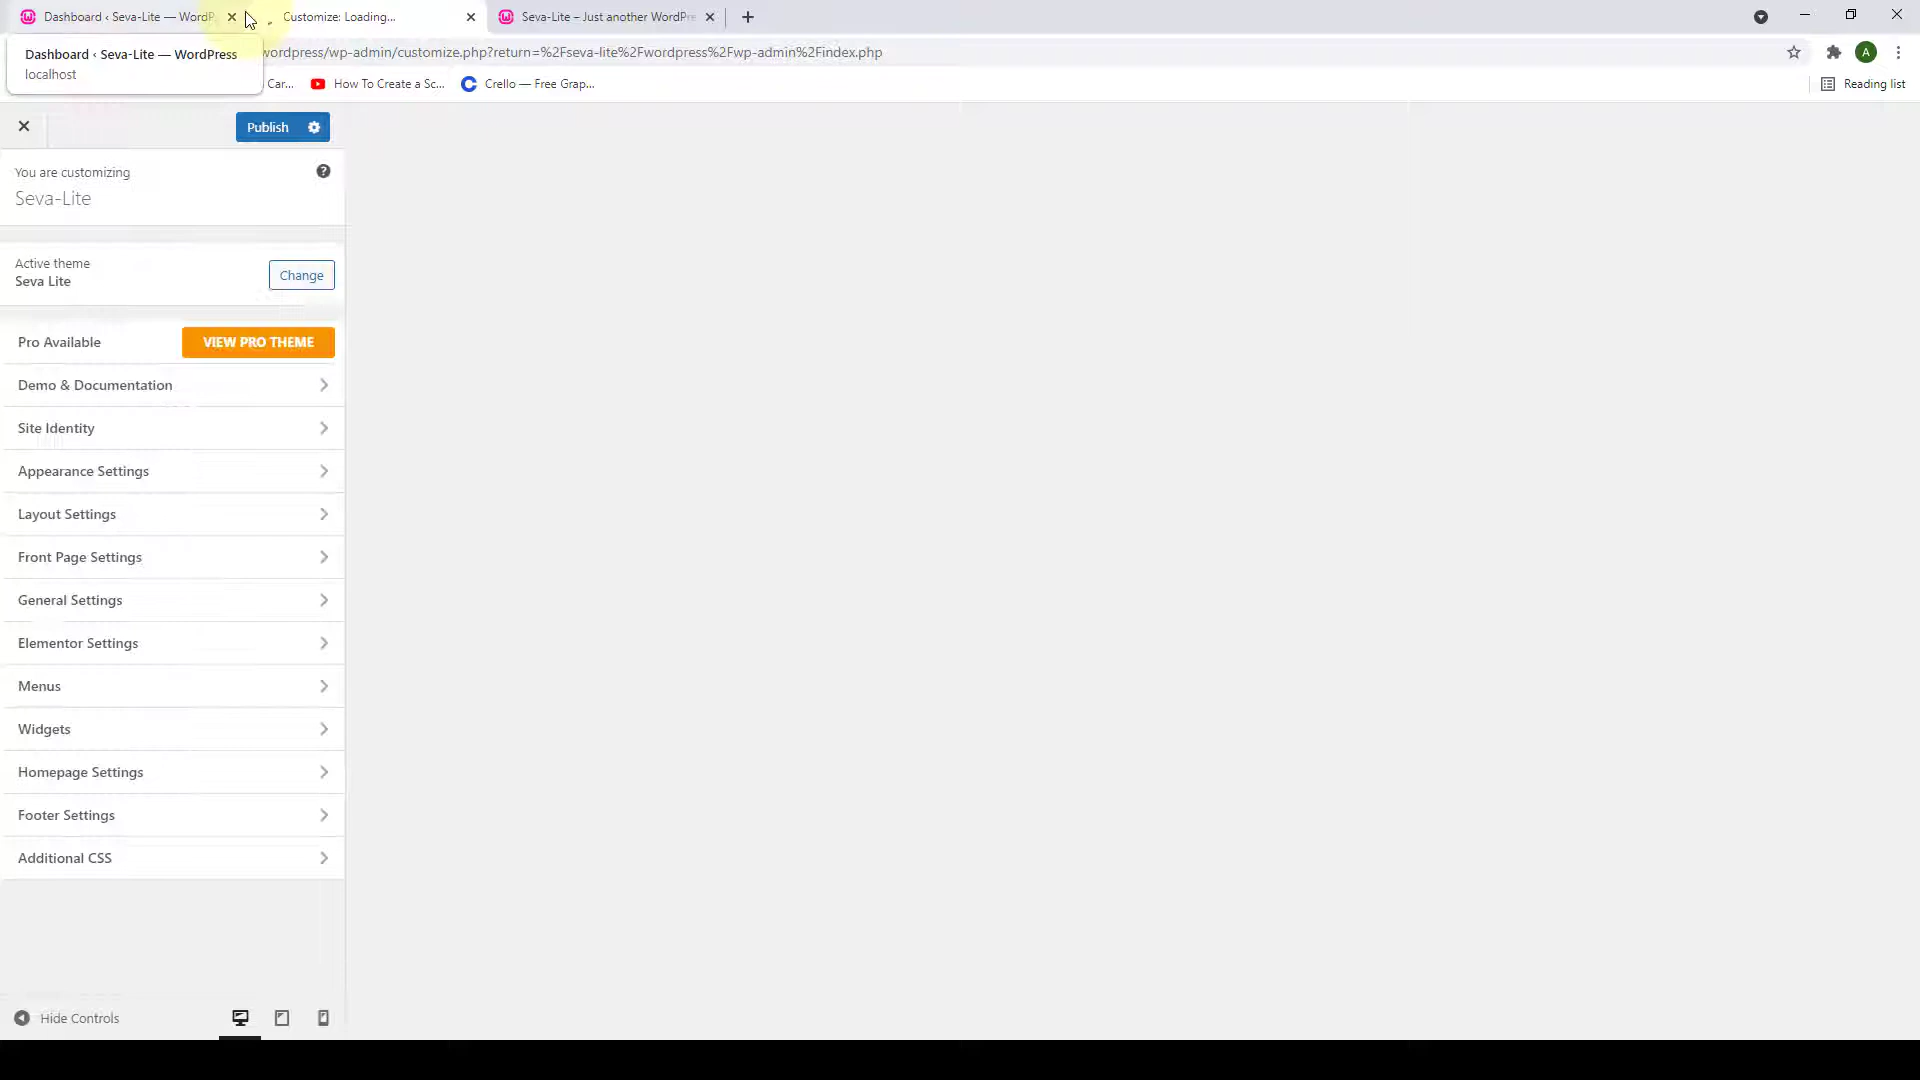 Dashboard ‹ Seva-Lite — WordP
Customize: Loading...
Seva-Lite – Just another WordPre
Dashboard ‹ Seva-Lite — WordPress
localhost
wordpress/wp-admin/customize.php?return=%2Fseva-lite%2Fwordpress%2Fwp-admin%2Findex.php
A
Car...
How To Create a Sc...
Crello — Free Grap...
Reading list
Publish
You are customizing
Seva-Lite
Active theme
Seva Lite
Change
Pro Available
VIEW PRO THEME
Demo & Documentation
Site Identity
Appearance Settings
Layout Settings
Front Page Settings
General Settings
Elementor Settings
Menus
Widgets
Homepage Settings
Footer Settings
Additional CSS
Hide Controls